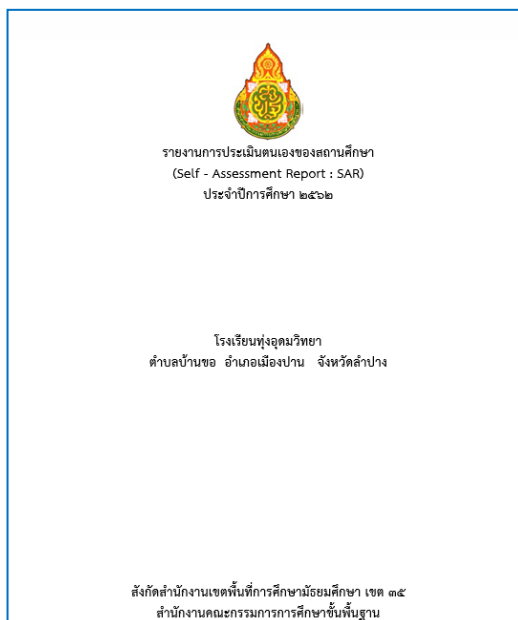 รายงานการประเมินตนเองของสถานศึกษา
(Self - Assessment Report : SAR)
ประจำปีการศึกษา ๒๕๖๒
โรงเรียนทุ่งอุดมวิทยา
ตำบลบ้านขอ อำเภอเมืองปาน จังหวัดลำปาง
สังกัดสำนักงานเขตพื้นที่การศึกษามัธยมศึกษา เขต ๓๕
สำนักงานคณะกรรมการการศึกษาขั้นพื้นฐาน